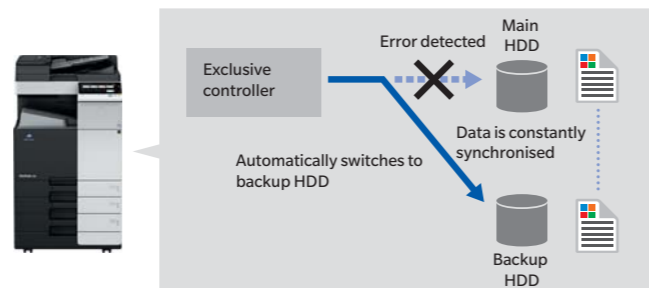 Main
HDD
Error detected
Exclusive
controller
Data is constantly
synchronised
Automatically switches to
backup HDD
Backup
HDD